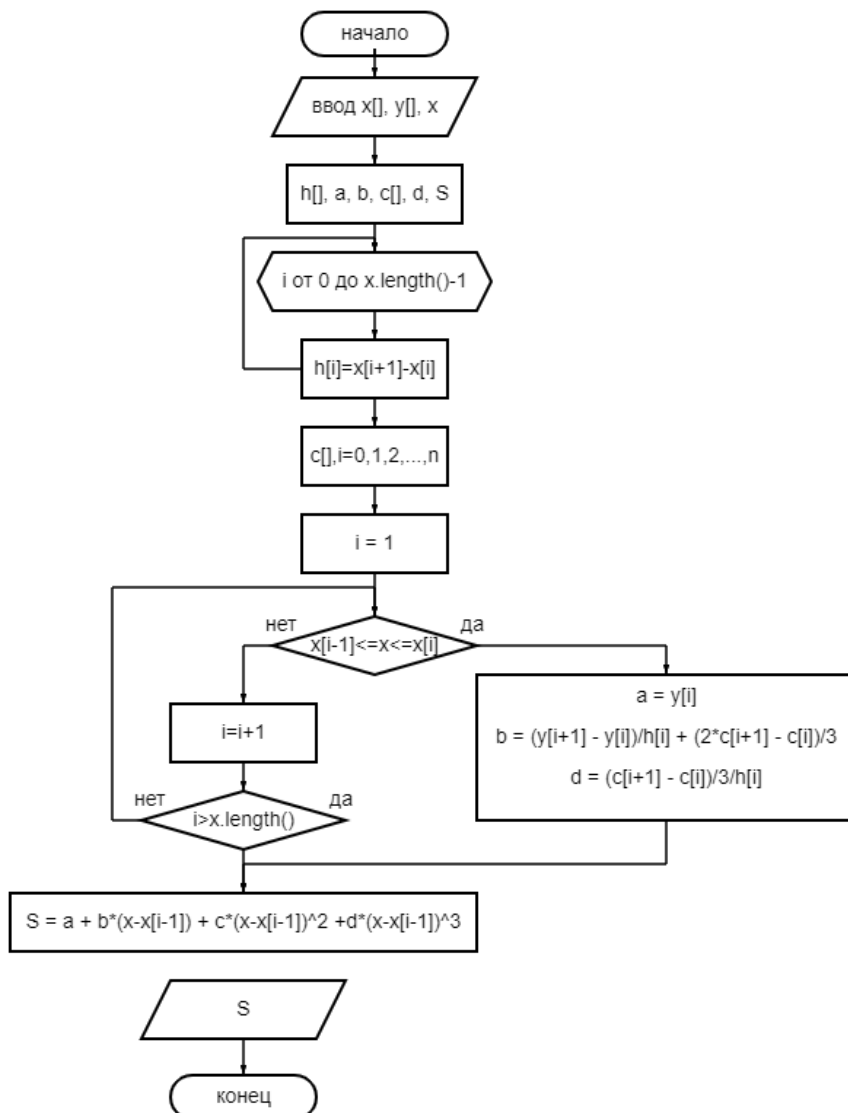 начало
ввод x[], y[], x
h[], a, b, c[], d, S
i от 0 до x.length()-1
h[i]=x[i+1]-x[i]
c[],i=0,1,2,...,n
i = 1
нет
да
x[i-1]<=x<=x[i]
i=i+1
a = y[i]
b = (y[i+1] - y[i])/h[i] + (2*c[i+1] - c[i])/3
d = (c[i+1] - c[i])/3/h[i]
нет
да
i>x.length()
S = a + b*(x-x[i-1]) + c*(x-x[i-1])^2 +d*(x-x[i-1])^3
S
конец